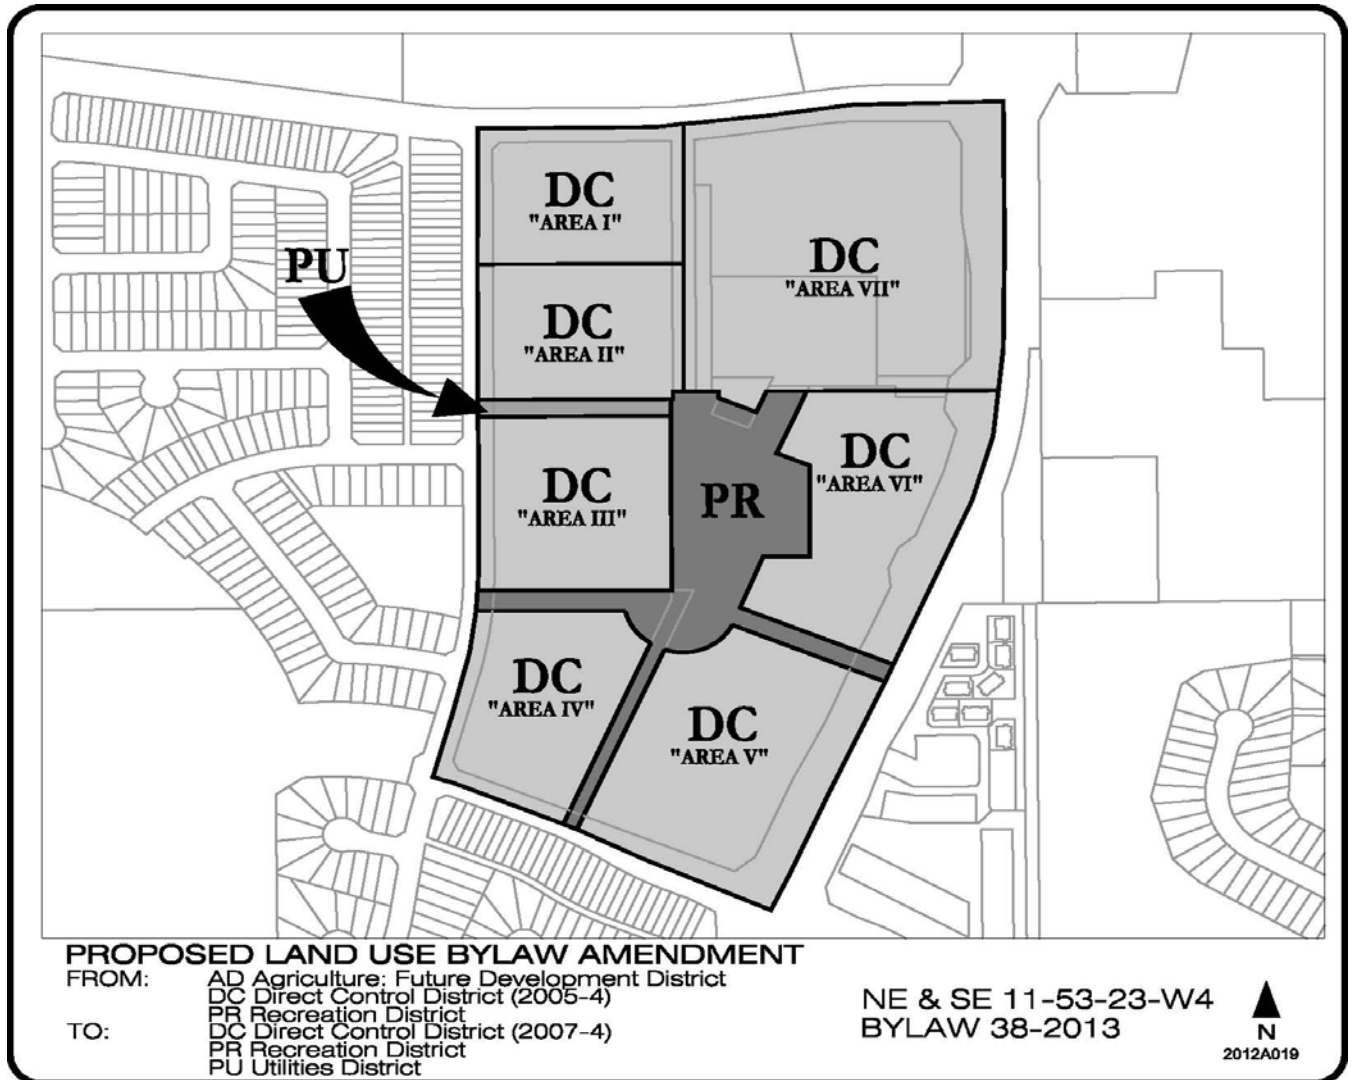 DC
"AREA I"
DC
"AREA VII"
PU
DC
"AREA II"
DC
"AREA VI"
DC
"AREA III"
PR
DC
"AREA IV"
DC
"AREA V"
PROPOSED LAND USE BYLAW AMENDMENT
FROM: AD Agriculture: Future Development District
DC Direct Control District (2005-4)
PR Recreation District
TO: DC Direct Control District (2007-4)
PR Recreation District
PU Utilities District
NE & SE 11-53-23-W4
BYLAW 38-2013
N
2012A019